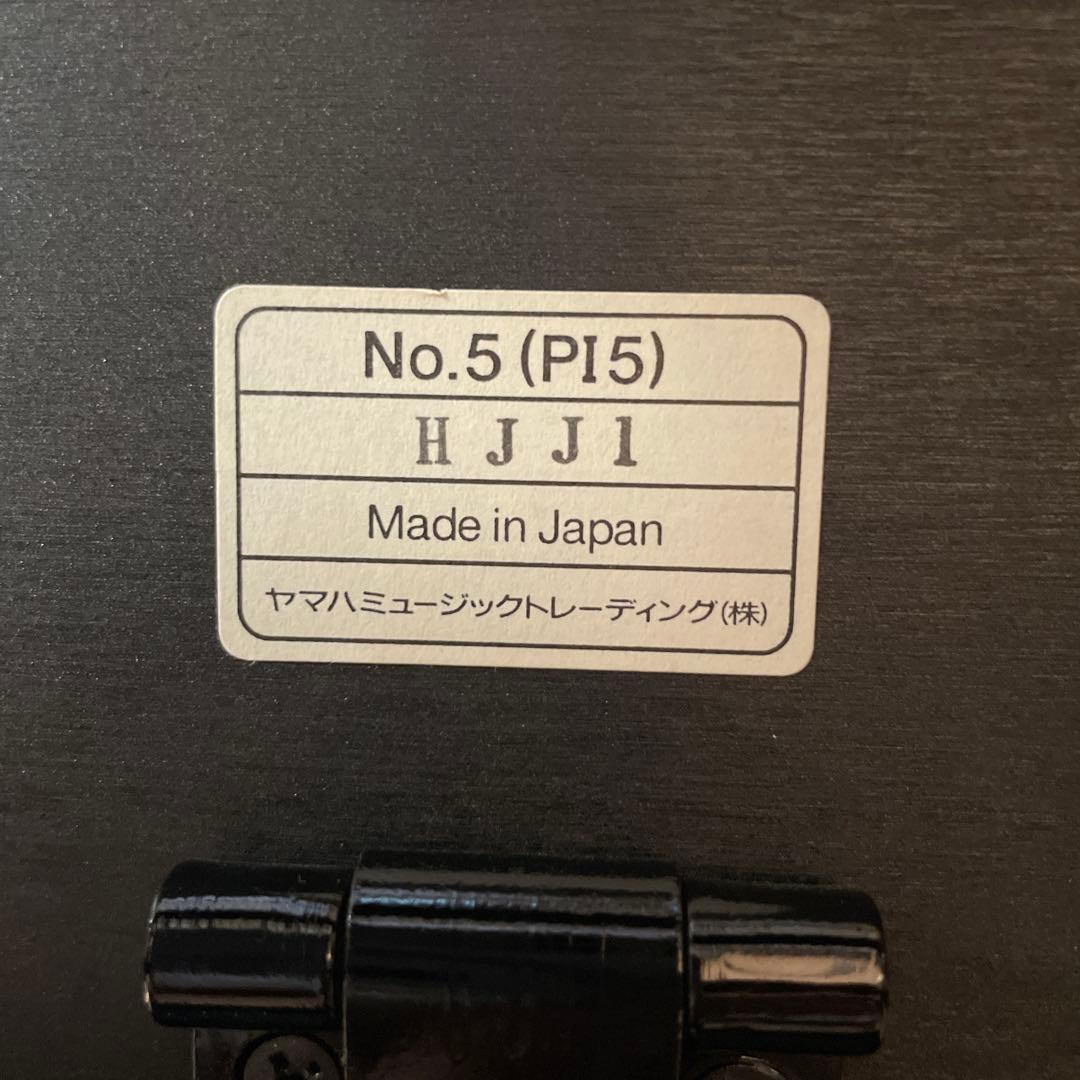 No.5 (PI5)
H J J 1
Made in Japan
ヤマハミュージックトレーディング(株)